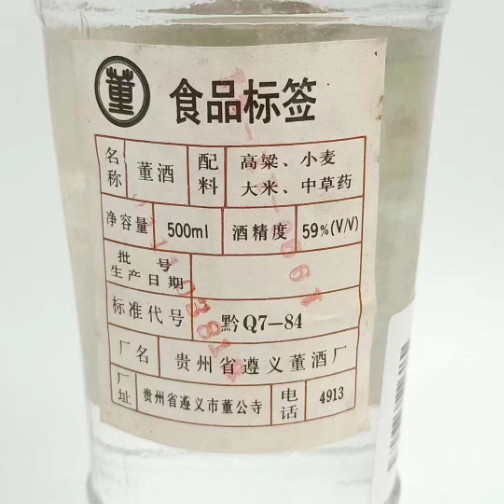 董
食品标签
名称 董酒 配料 高粱、小麦
大米、中草药
净容量 500ml 酒精度 59%(V/V)
批号
生产日期
标准代号 黔Q7-84
厂名 贵州省遵义董酒厂
厂址 贵州省遵义市董公寺 电话 4913